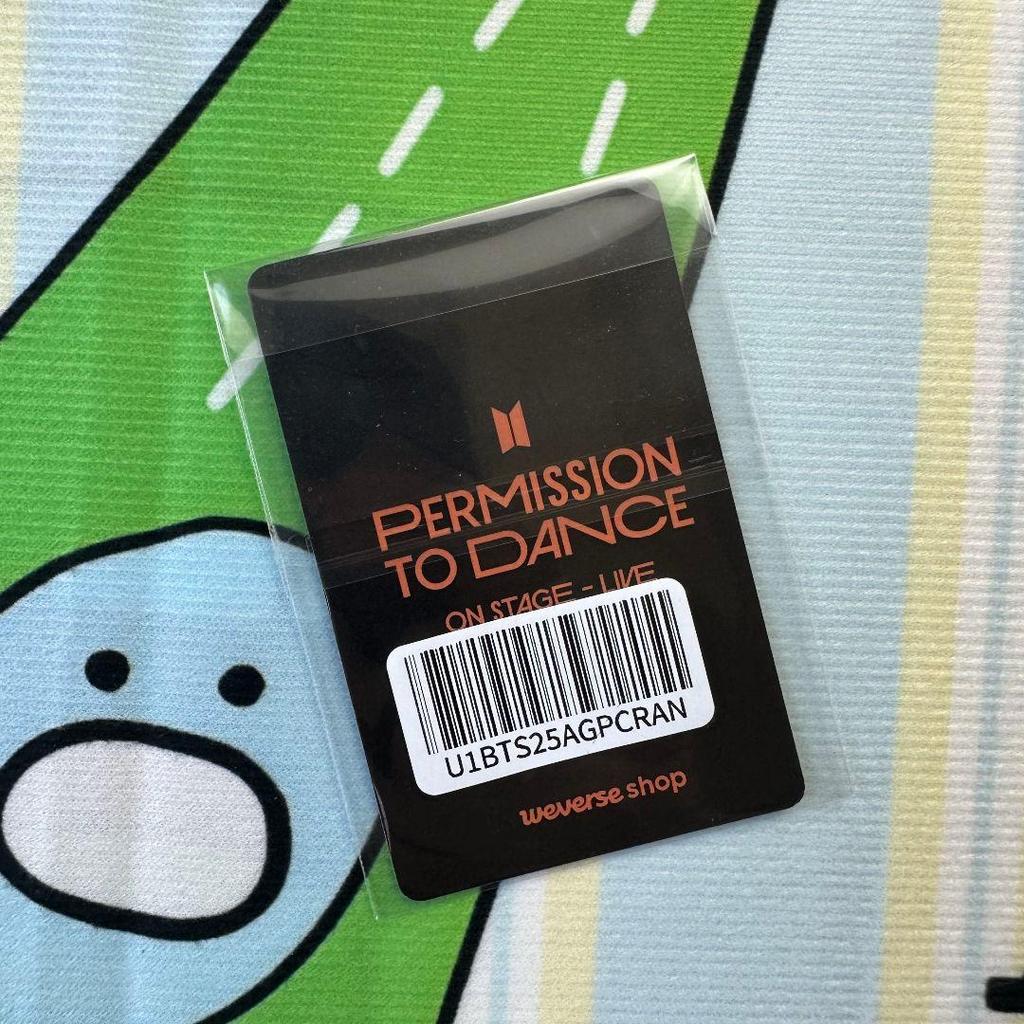 PERMISSION
TO DANCE
ON STAGE - LIVE
U1BTS25AGPCRAN
weverse shop